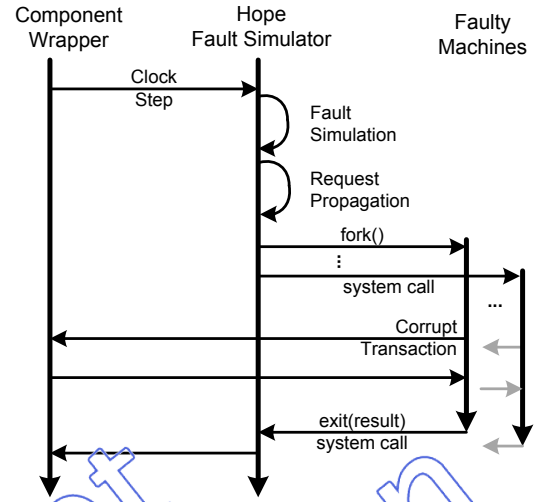 Component
Wrapper
Hope
Fault Simulator
Faulty
Machines
Clock
Step
Fault
Simulation
Request
Propagation
fork()
...
system call
...
Corrupt
Transaction
exit(result)
system call